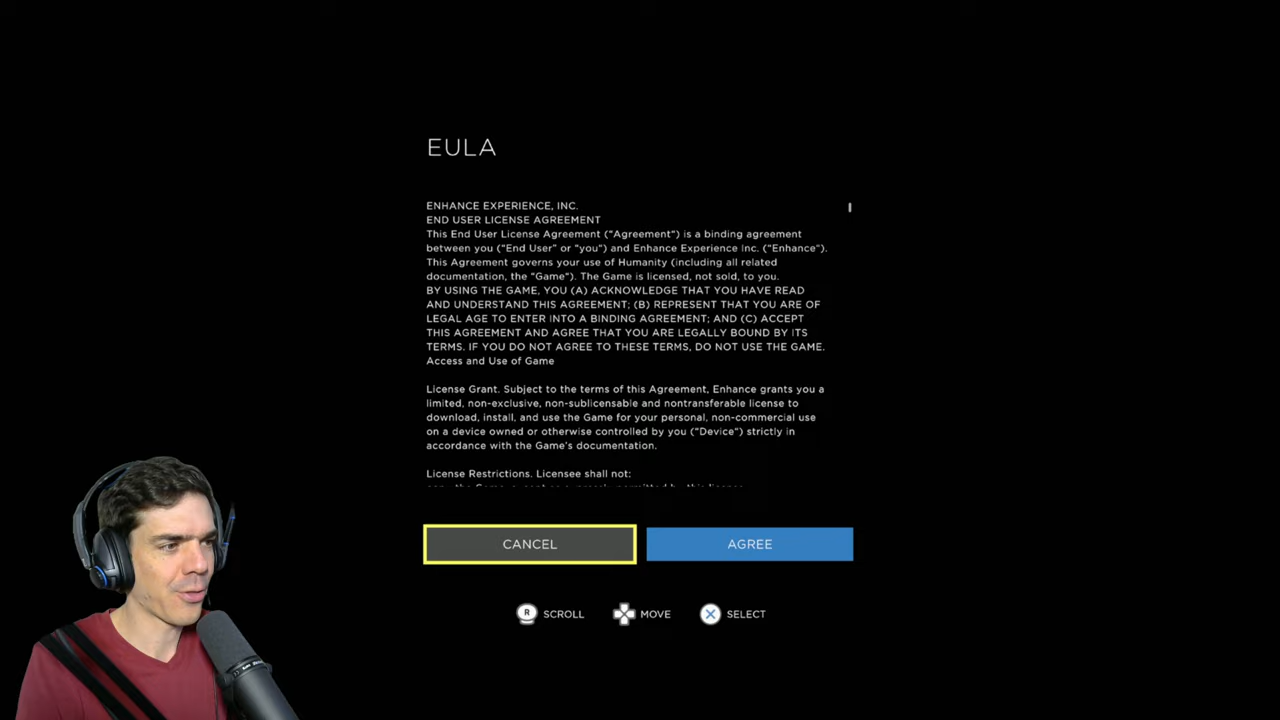 EULA
ENHANCE EXPERIENCE, INC.
END USER LICENSE AGREEMENT
This End User License Agreement ("Agreement") is a binding agreement
between you ("End User" or "you") and Enhance Experience Inc. ("Enhance").
This Agreement governs your use of Humanity (including all related
documentation, the "Game"). The Game is licensed, not sold, to you.
BY USING THE GAME, YOU (A) ACKNOWLEDGE THAT YOU HAVE READ
AND UNDERSTAND THIS AGREEMENT; (B) REPRESENT THAT YOU ARE OF
LEGAL AGE TO ENTER INTO A BINDING AGREEMENT; AND (C) ACCEPT
THIS AGREEMENT AND AGREE THAT YOU ARE LEGALLY BOUND BY ITS
TERMS. IF YOU DO NOT AGREE TO THESE TERMS, DO NOT USE THE GAME.
Access and Use of Game
License Grant. Subject to the terms of this Agreement, Enhance grants you a
limited, non-exclusive, non-sublicensable and nontransferable license to
download, install, and use the Game for your personal, non-commercial use
on a device owned or otherwise controlled by you ("Device") strictly in
accordance with the Game's documentation.
License Restrictions. Licensee shall not:
CANCEL
AGREE
R SCROLL MOVE SELECT